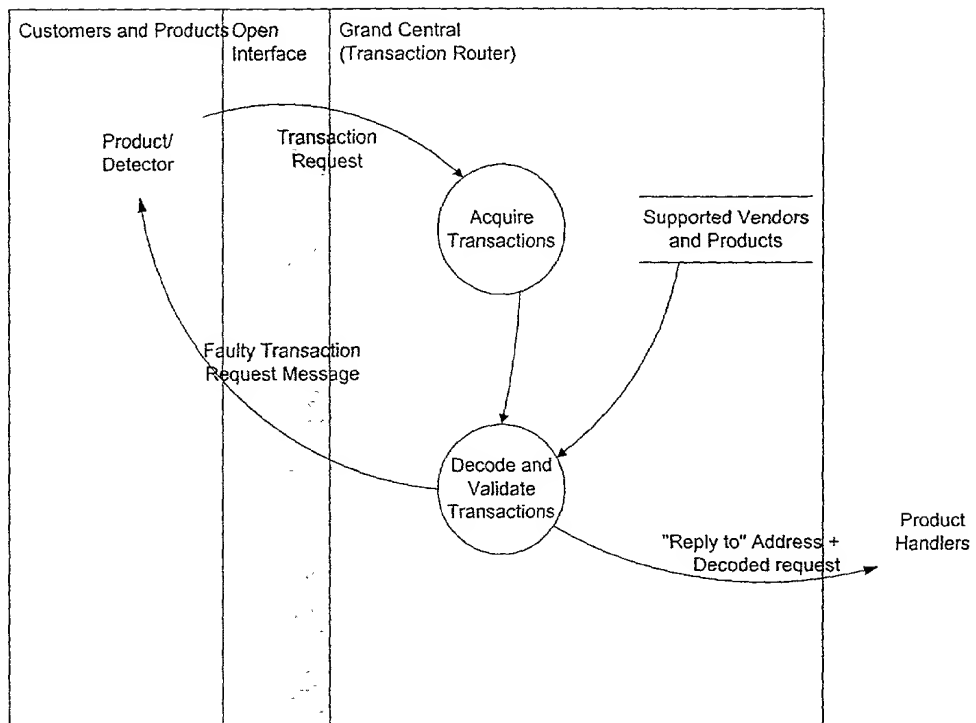 Customers and Products
Open
Interface
Grand Central
(Transaction Router)
Product/
Detector
Transaction
Request
Acquire
Transactions
Supported Vendors
and Products
Faulty Transaction
Request Message
Decode and
Validate
Transactions
"Reply to" Address +
Decoded request
Product
Handlers